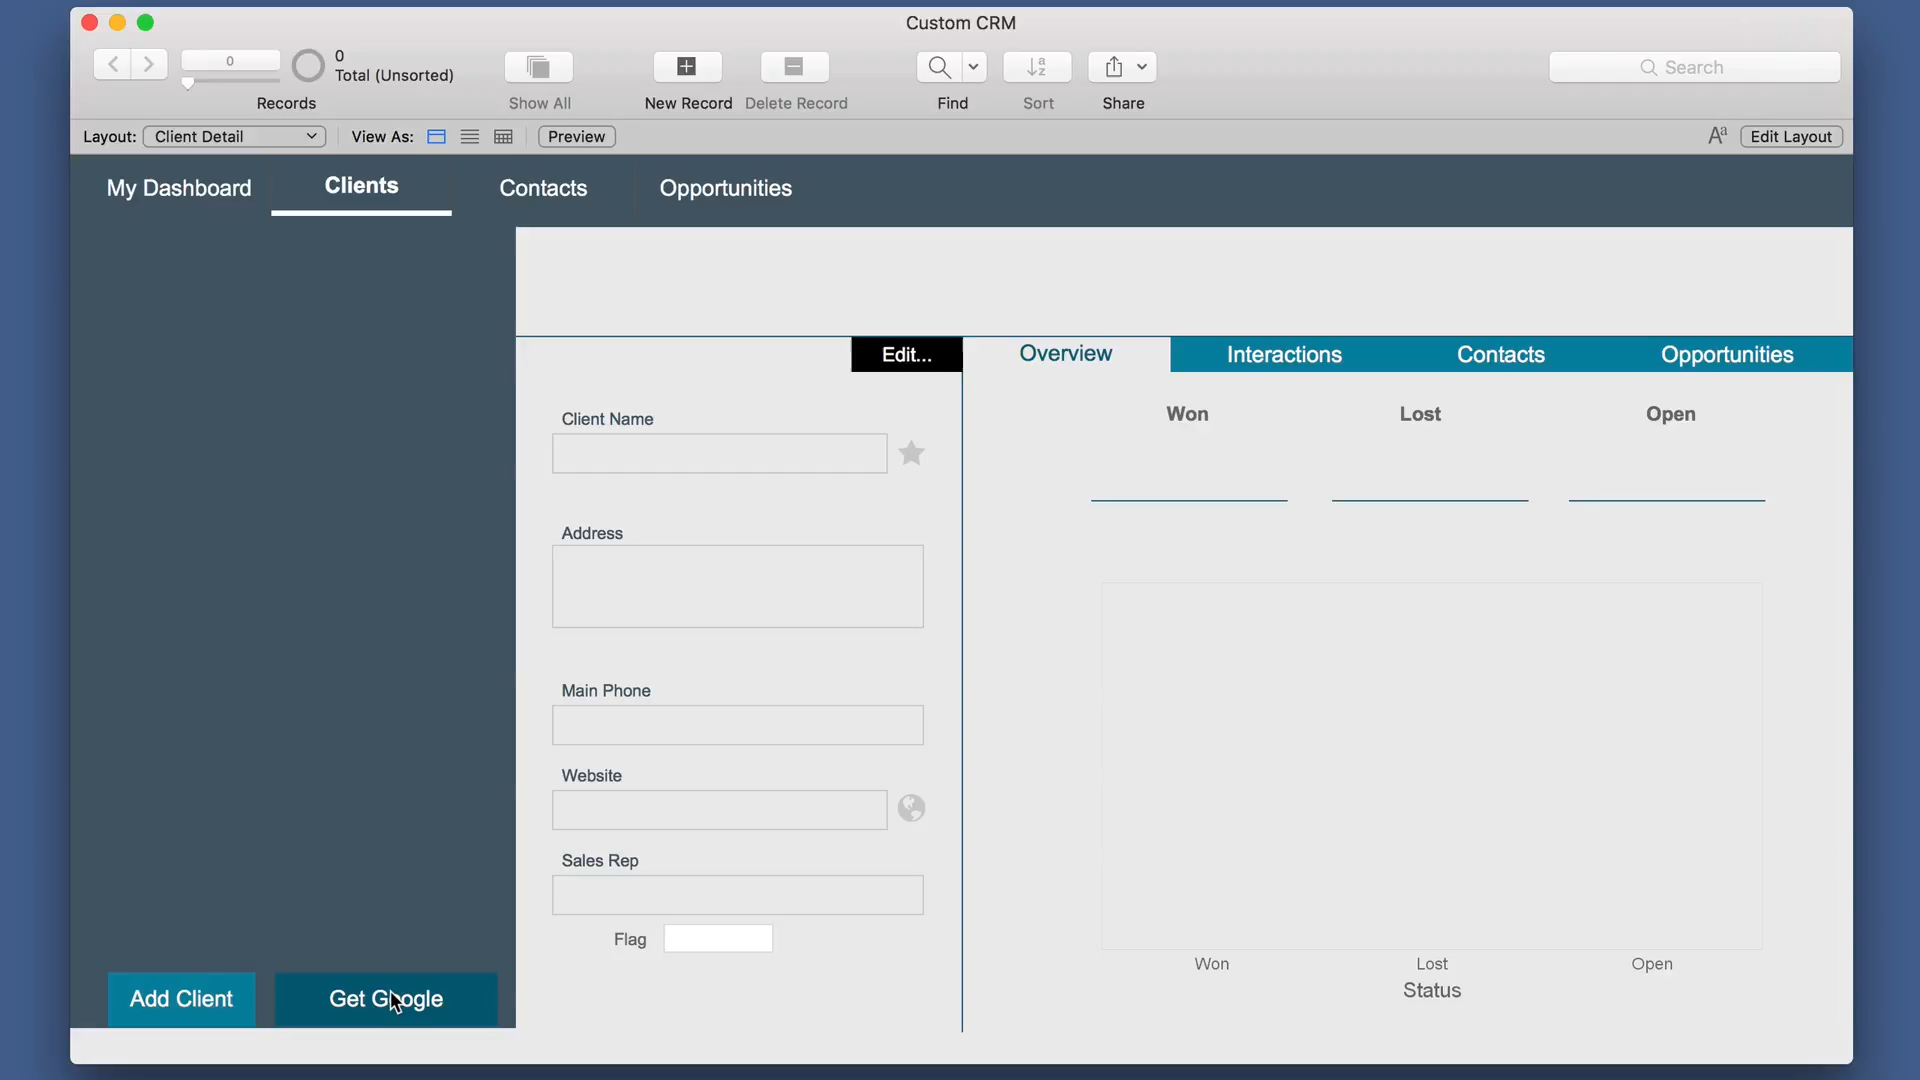 Custom CRM
0
0
Total (Unsorted)
Records
Show All
New Record
Delete Record
Find
Sort
Share
Search
Layout: Client Detail
View As:
Preview
Aa
Edit Layout
My Dashboard
Clients
Contacts
Opportunities
Edit...
Overview
Interactions
Contacts
Opportunities
Client Name
Address
Main Phone
Website
Sales Rep
Flag
Won
Lost
Open
Won
Lost
Open
Status
Add Client
Get Google